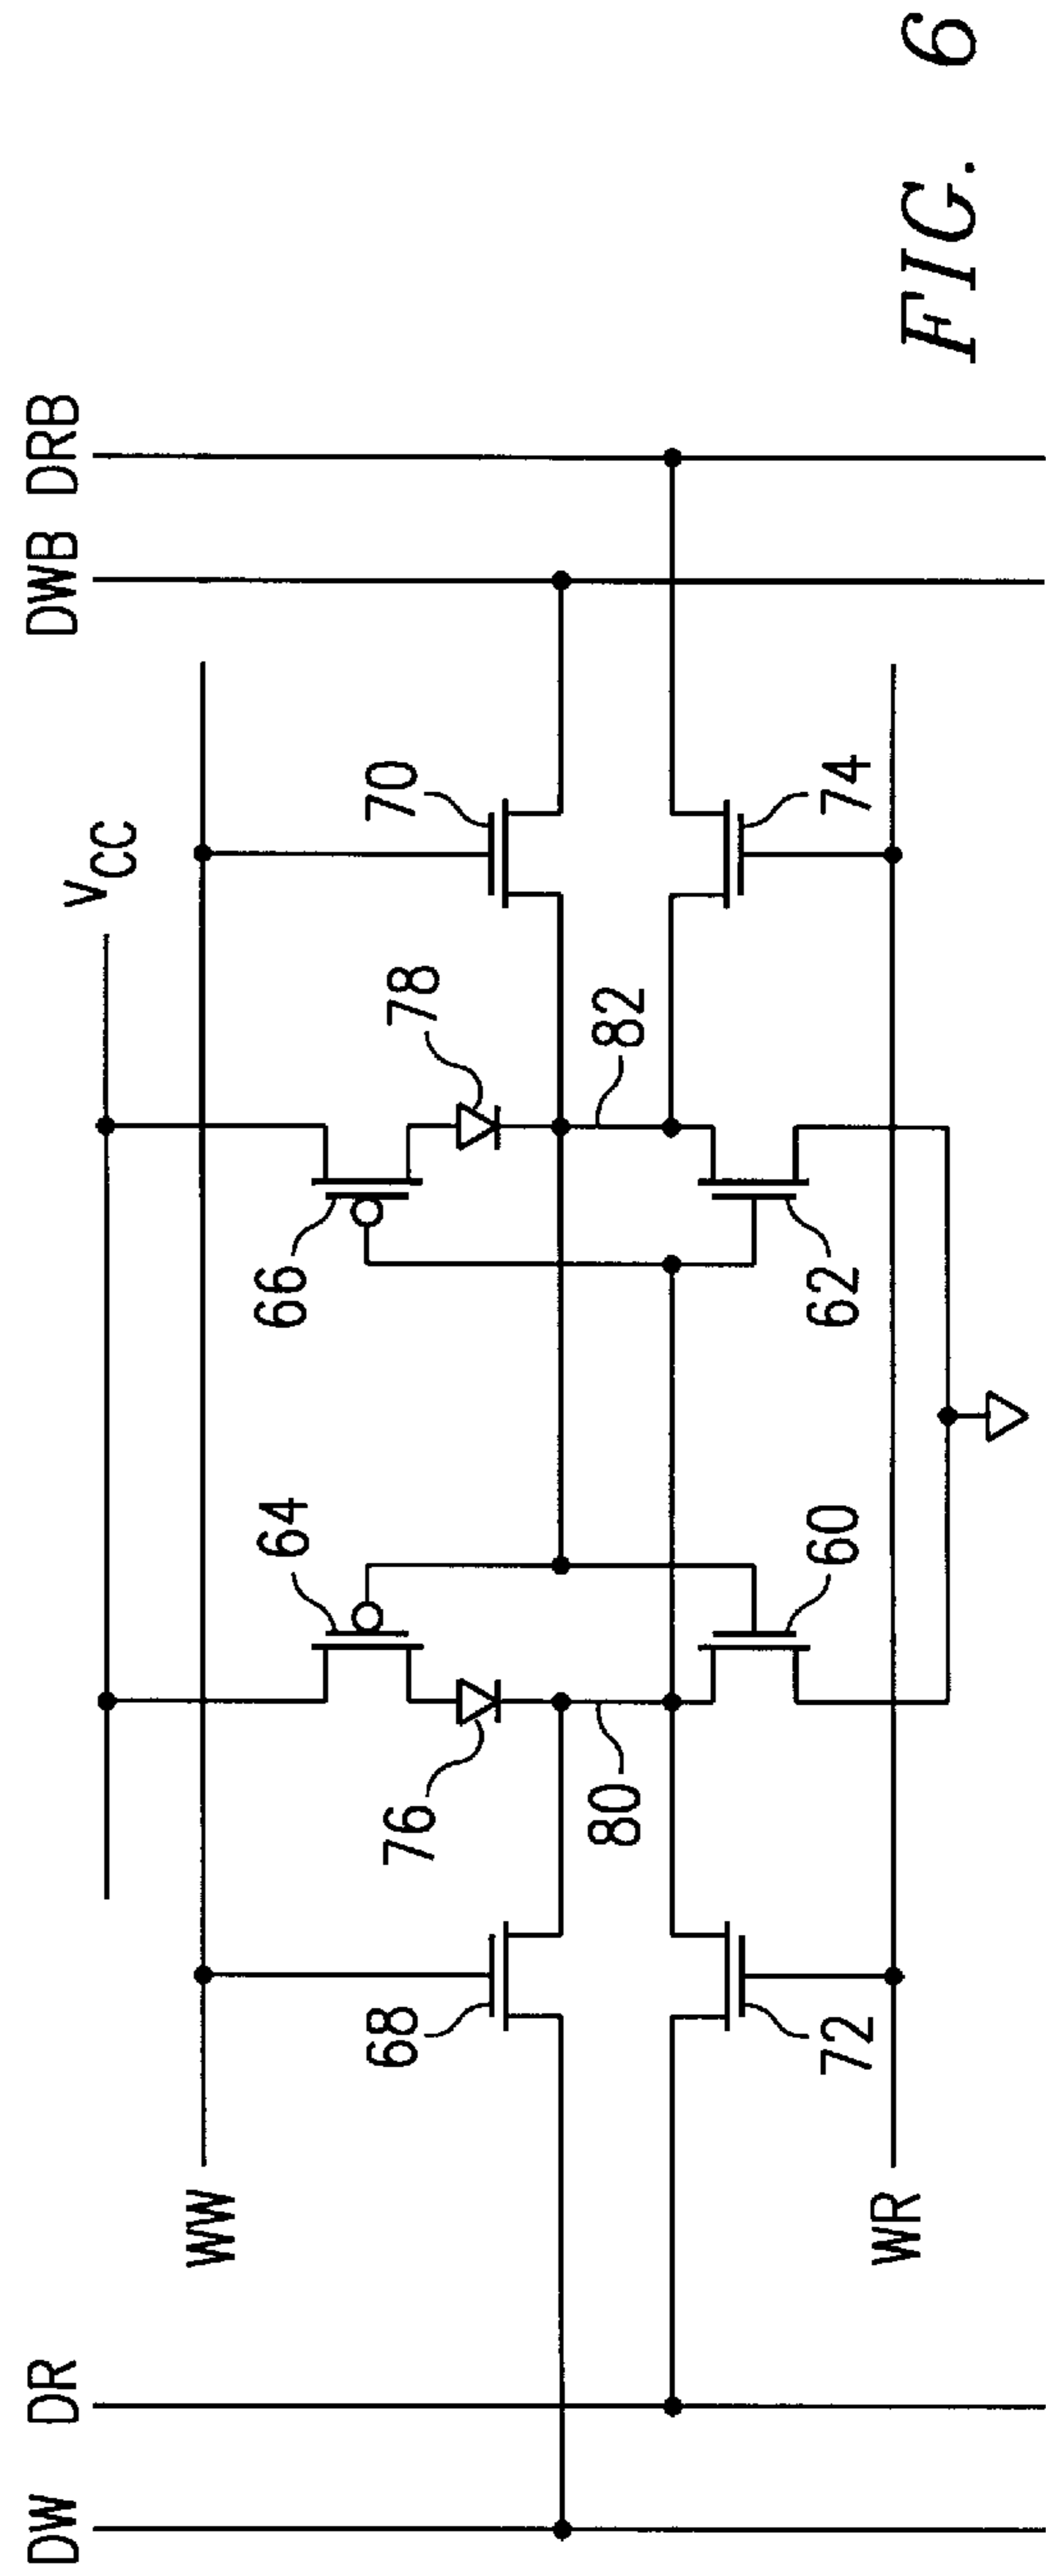 DW DR DWB DRB
VCC
WW
64 66 70
68 76 78
80 82
72 60 62 74
WR
FIG. 6